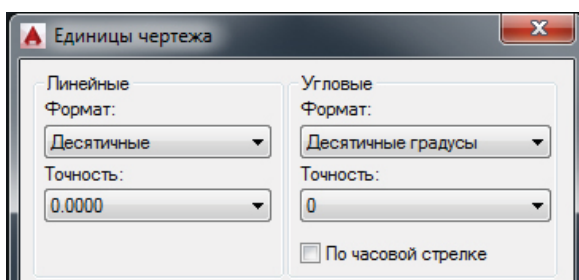 Единицы чертежа
Линейные
Формат:
Десятичные
Точность:
0.0000
Угловые
Формат:
Десятичные градусы
Точность:
0
По часовой стрелке